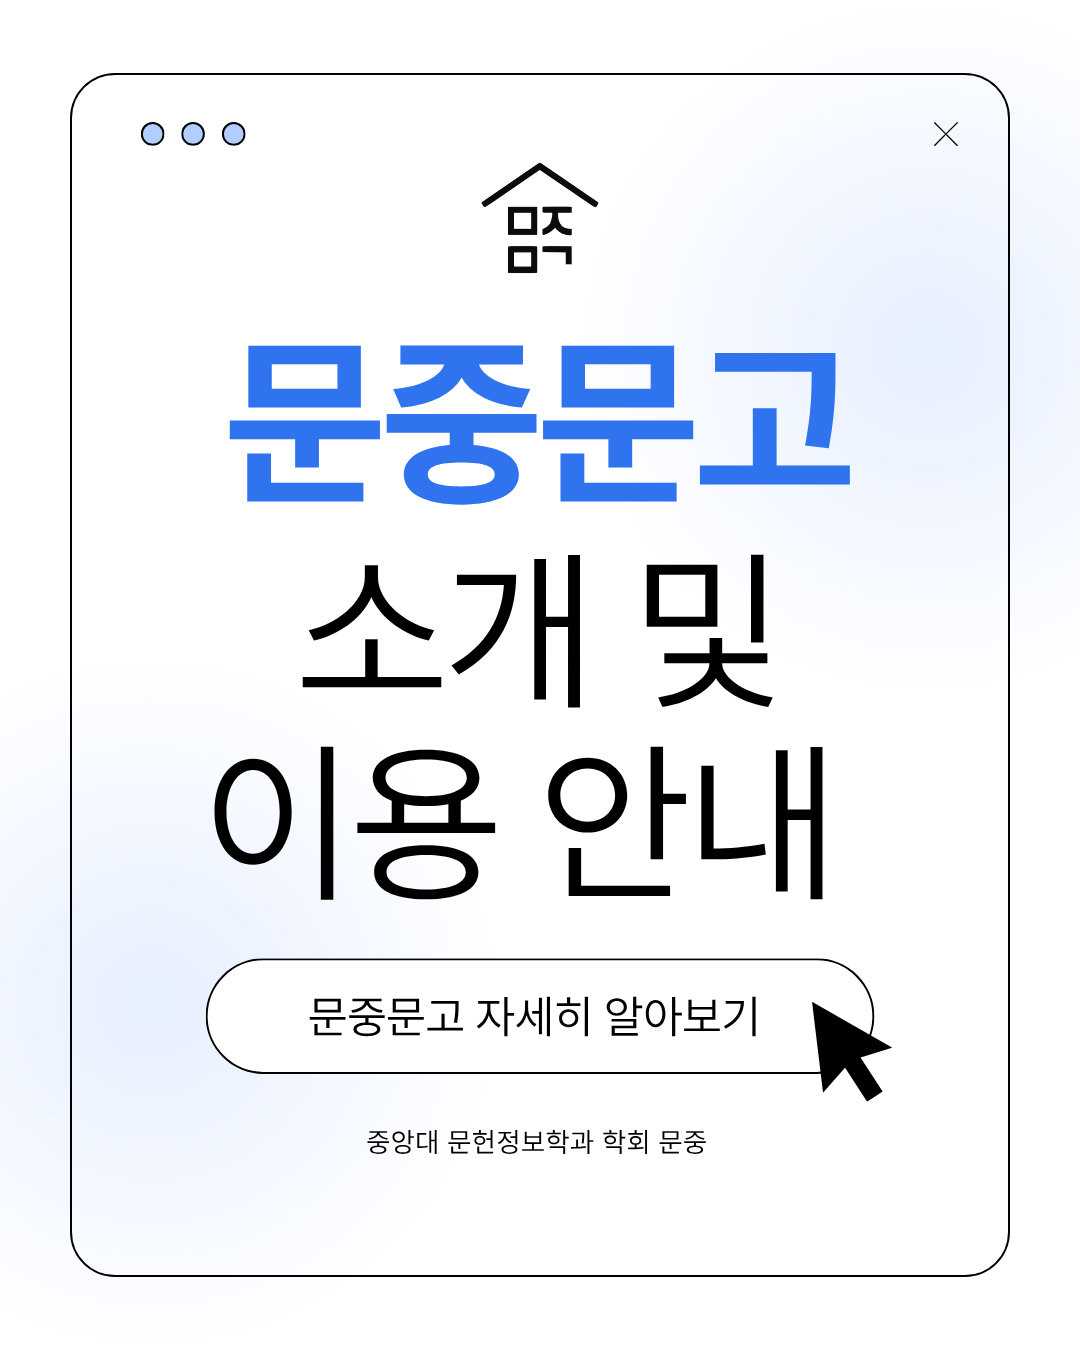 문중문고
소개 및
이용 안내
문중문고 자세히 알아보기
중앙대 문헌정보학과 학회 문중